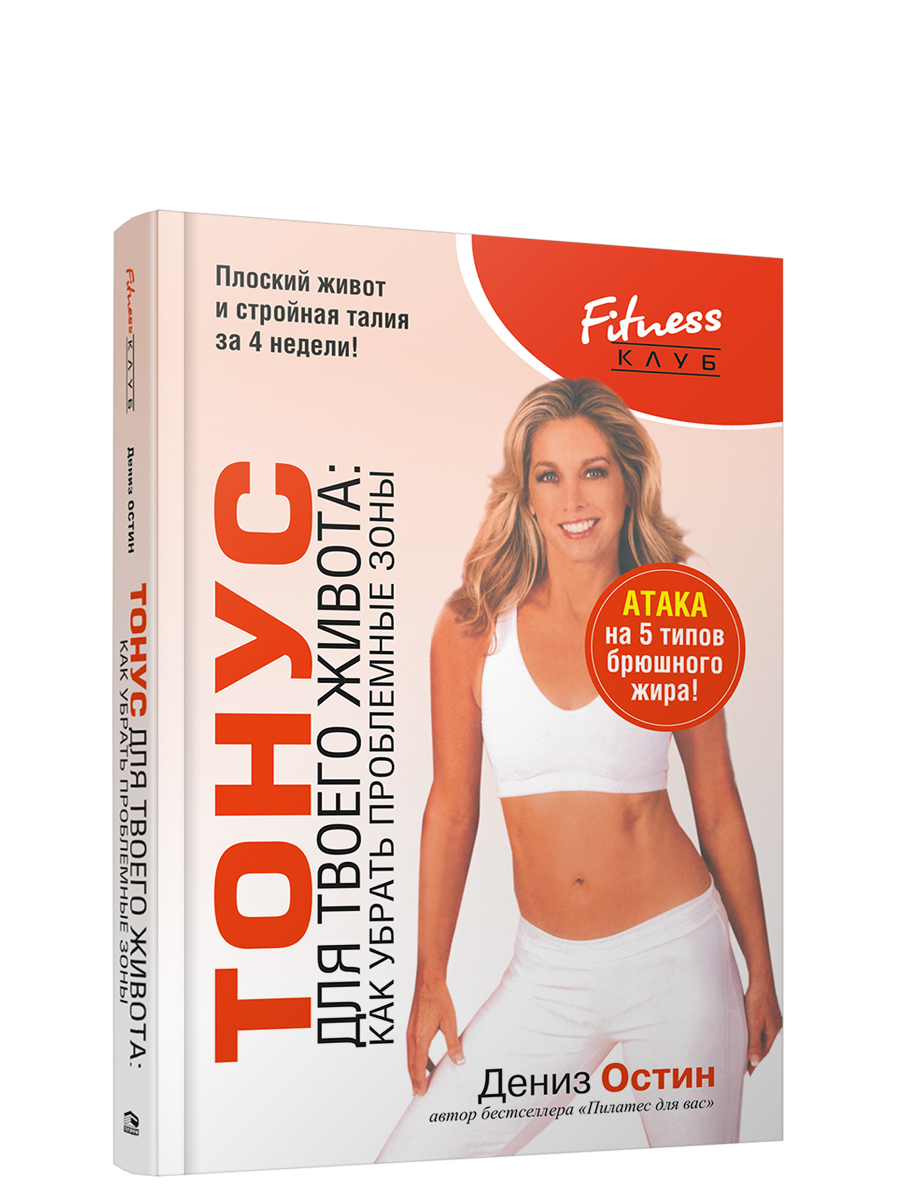 Плоский живот
и стройная талия
за 4 недели!
Fitness
КЛУБ
ТОНУС
ДЛЯ ТВОЕГО ЖИВОТА:
КАК УБРАТЬ ПРОБЛЕМНЫЕ ЗОНЫ
АТАКА
на 5 типов
брюшного
жира!
Дениз Остин
автор бестселлера «Пилатес для вас»
Fitness
КЛУБ
Дениз Остин
ТОНУС ДЛЯ ТВОЕГО ЖИВОТА:
КАК УБРАТЬ ПРОБЛЕМНЫЕ ЗОНЫ